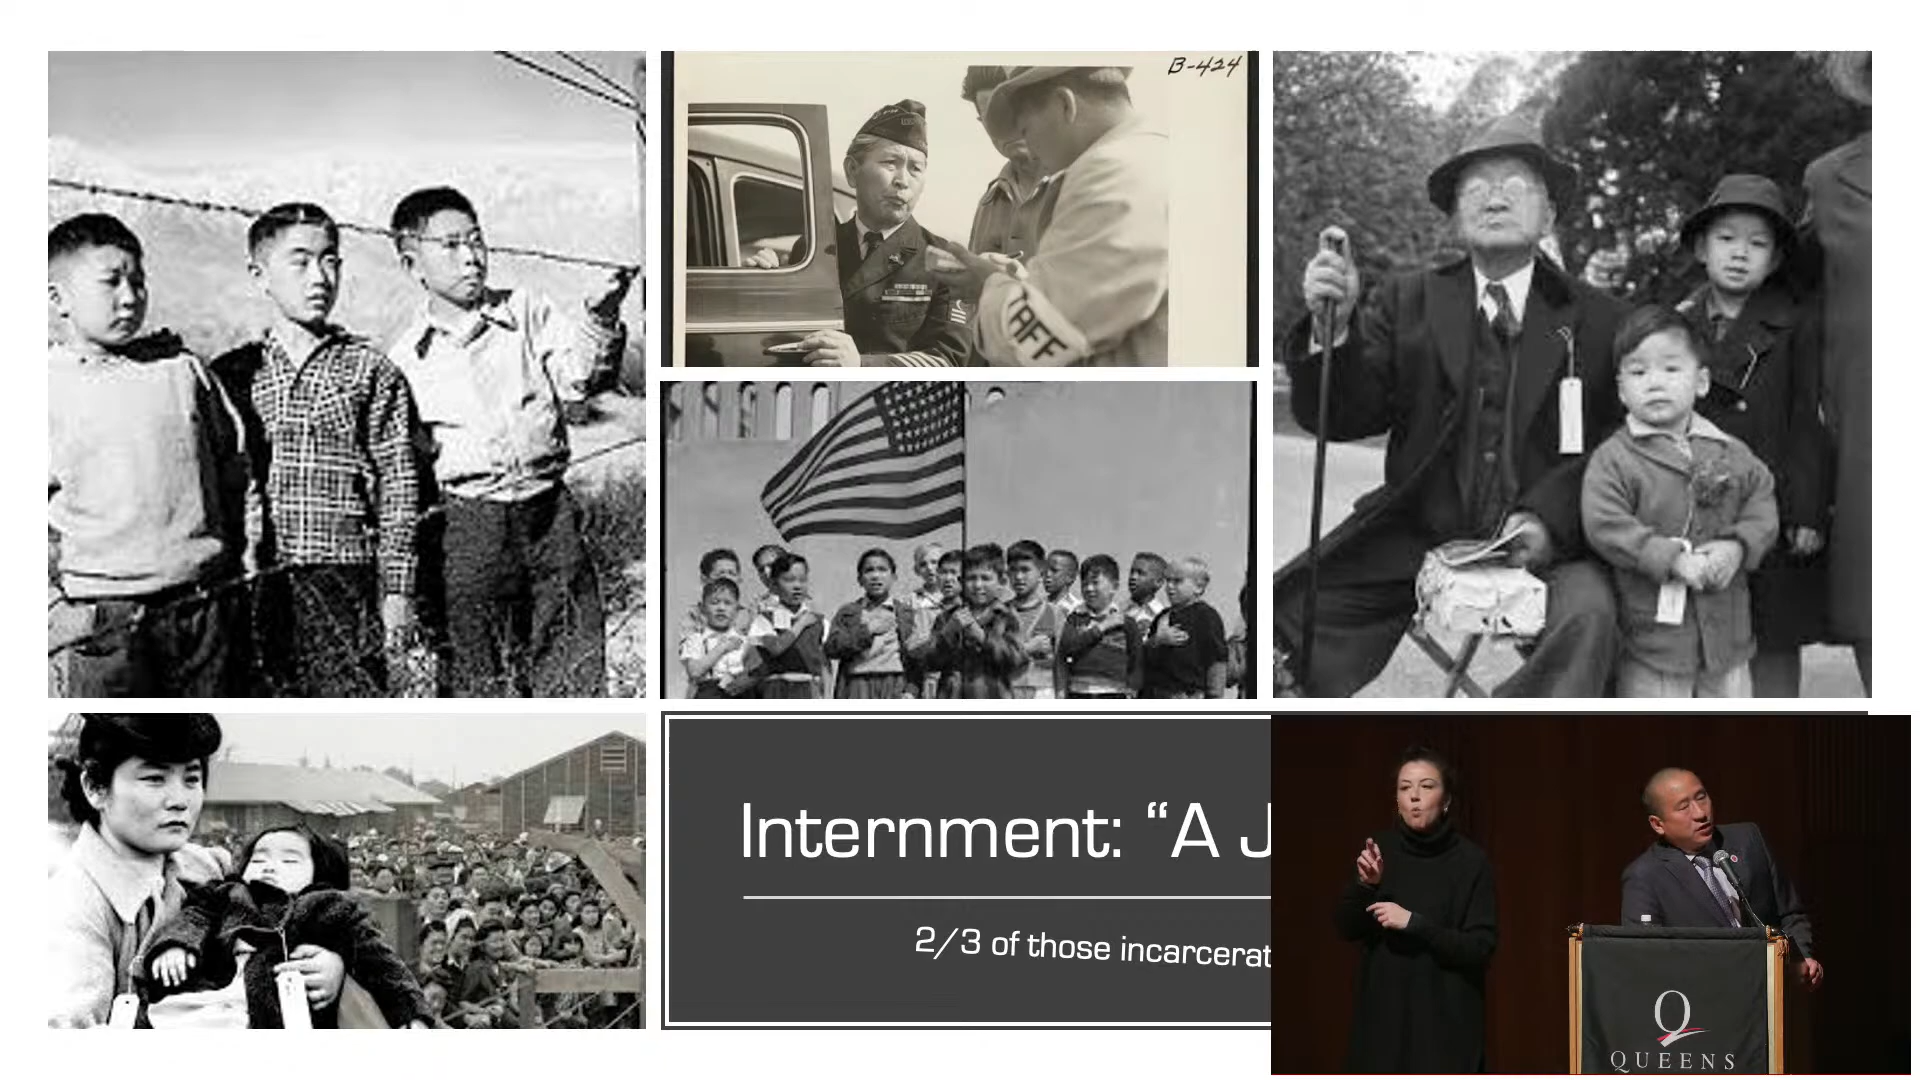 B-424
TAFF
Internment: “A J
2/3 of those incarcerat
QUEENS